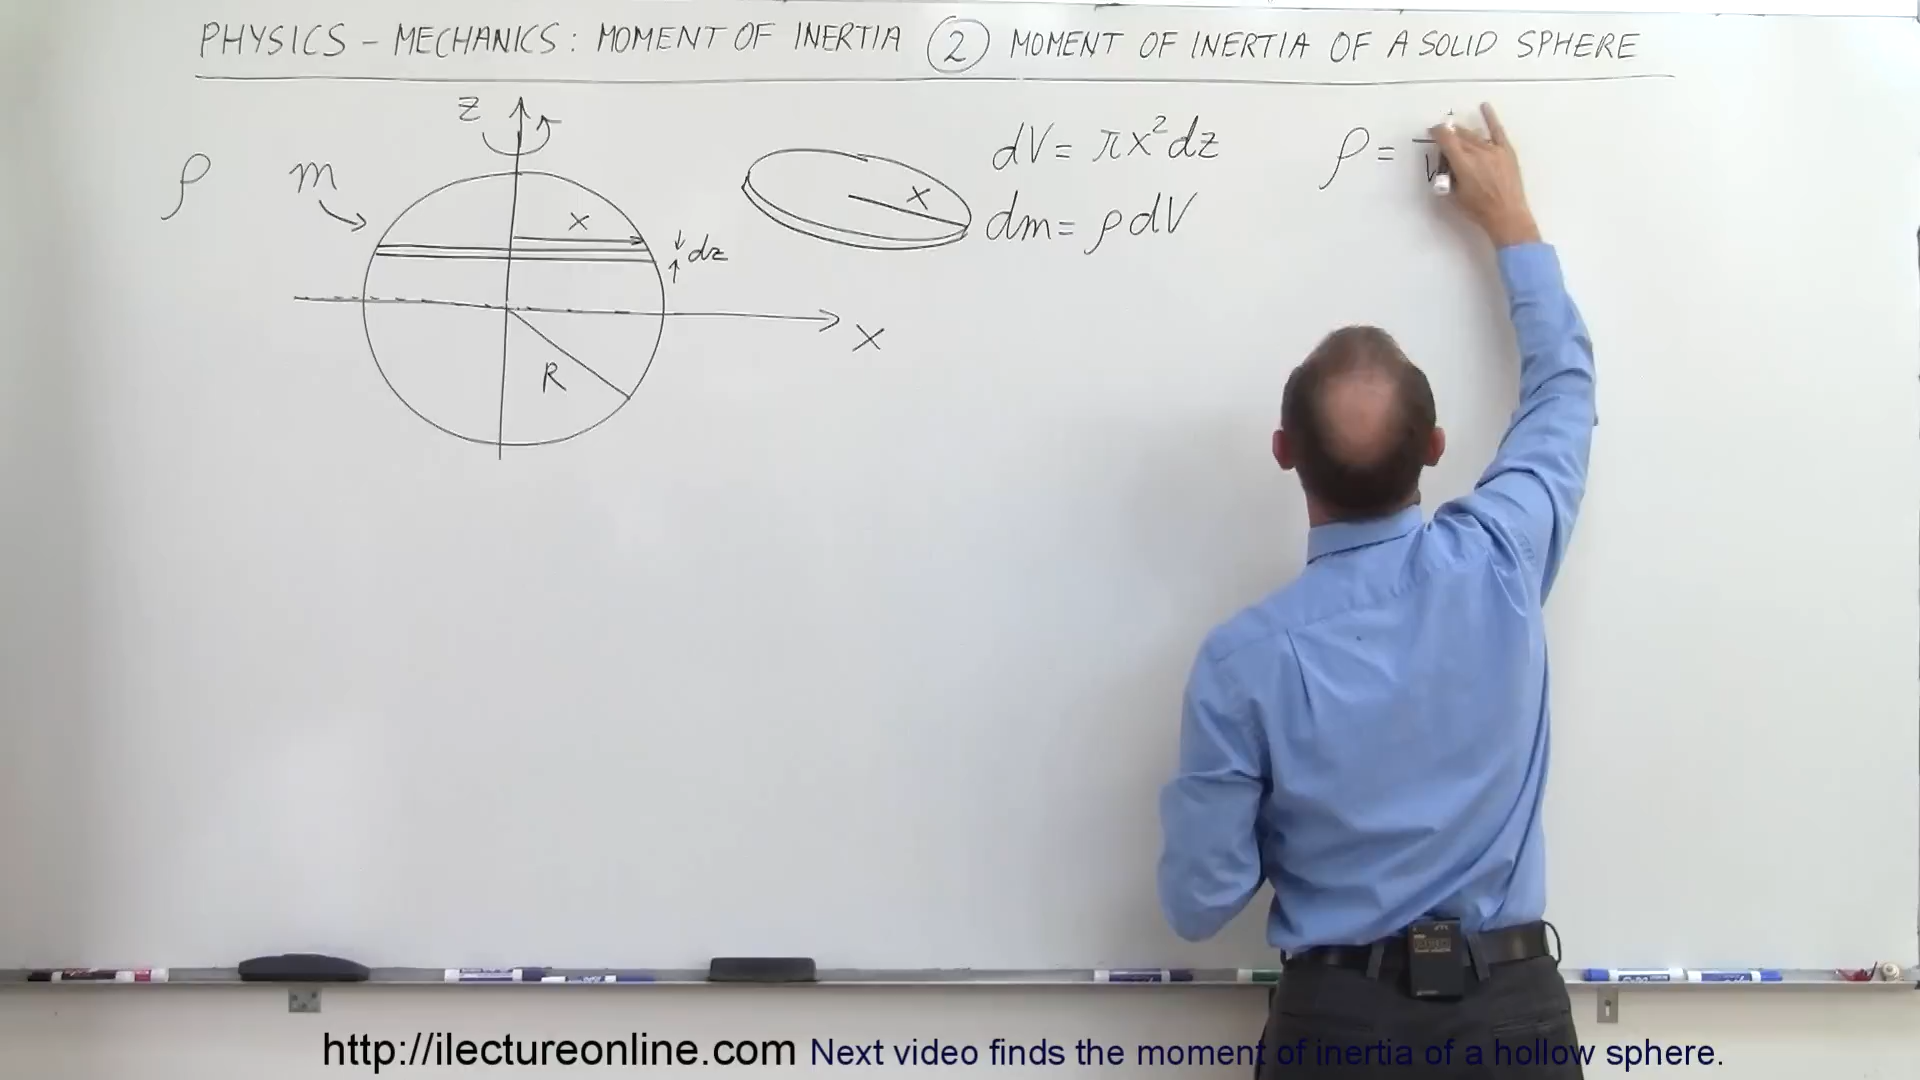 PHYSICS - MECHANICS: MOMENT OF INERTIA ② MOMENT OF INERTIA OF A SOLID SPHERE
z
ρ
m
x
dz
R
X
x
dV = πx²dz
dm = ρdV
ρ =
http://ilectureonline.com Next video finds the moment of inertia of a hollow sphere.